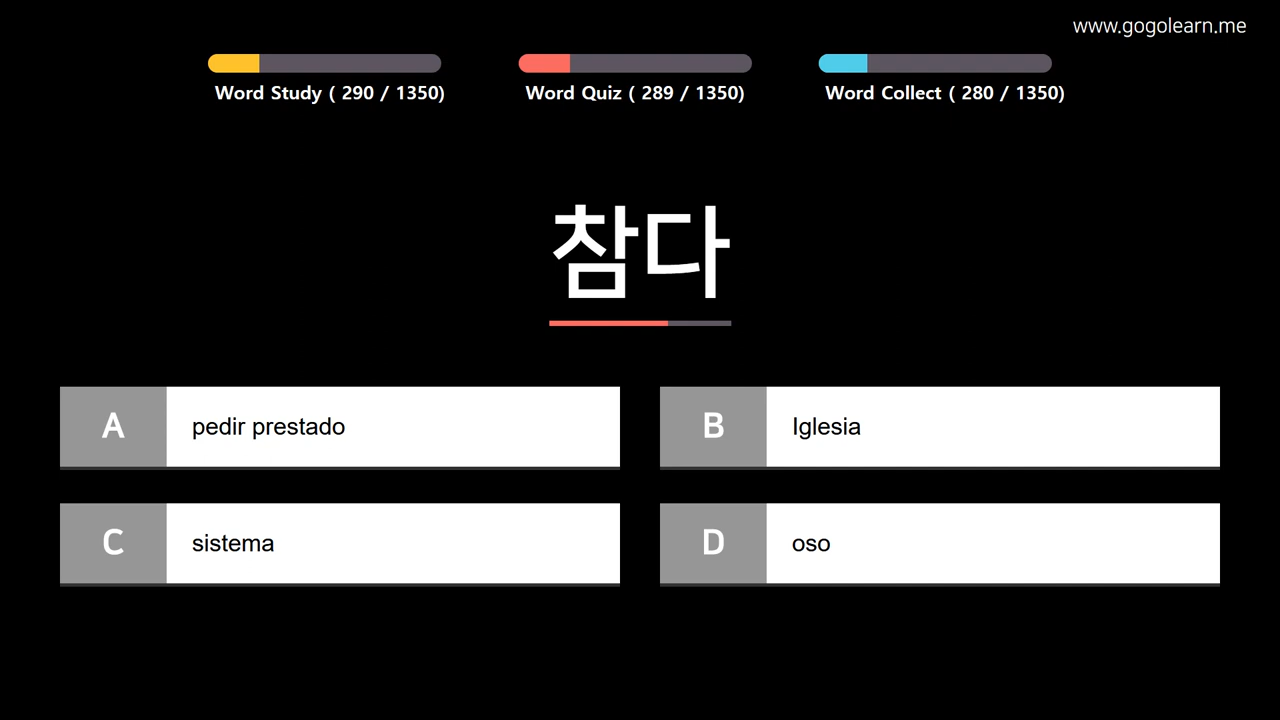 www.gogolearn.me
Word Study ( 290 / 1350)
Word Quiz ( 289 / 1350)
Word Collect ( 280 / 1350)
참다
A pedir prestado
B Iglesia
C sistema
D oso